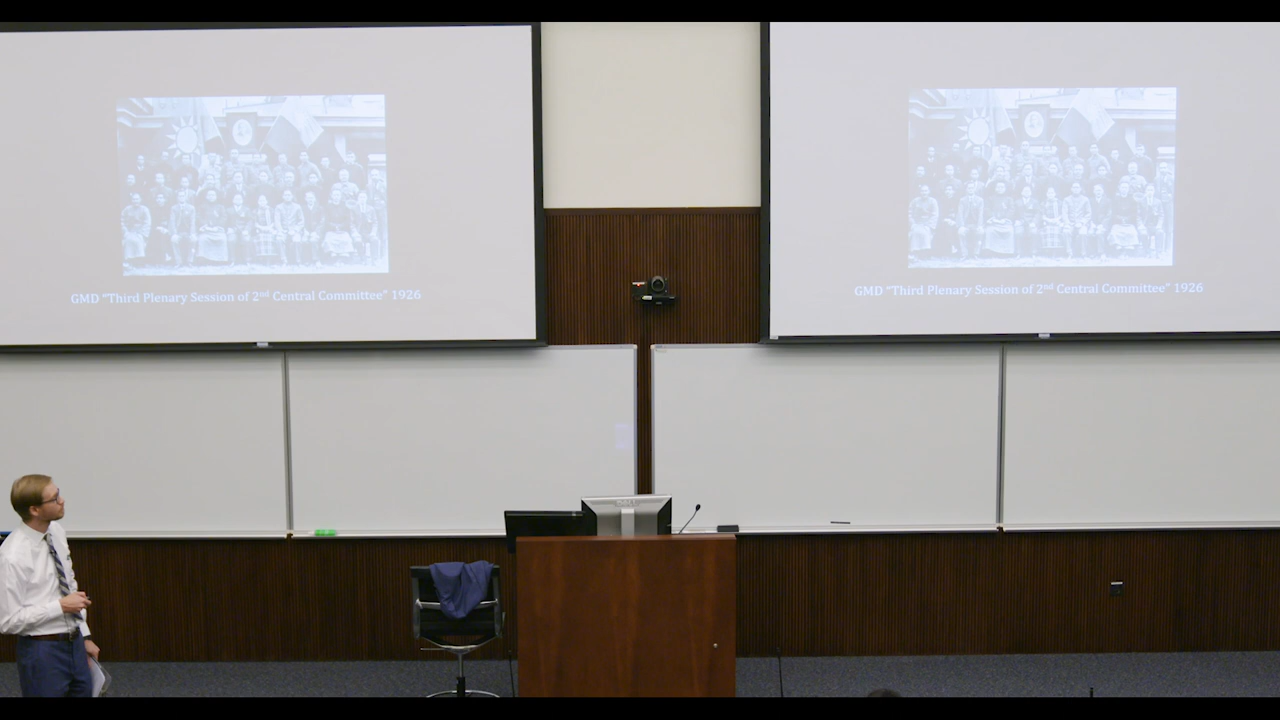 GMD “Third Plenary Session of 2nd Central Committee” 1926
GMD “Third Plenary Session of 2nd Central Committee” 1926